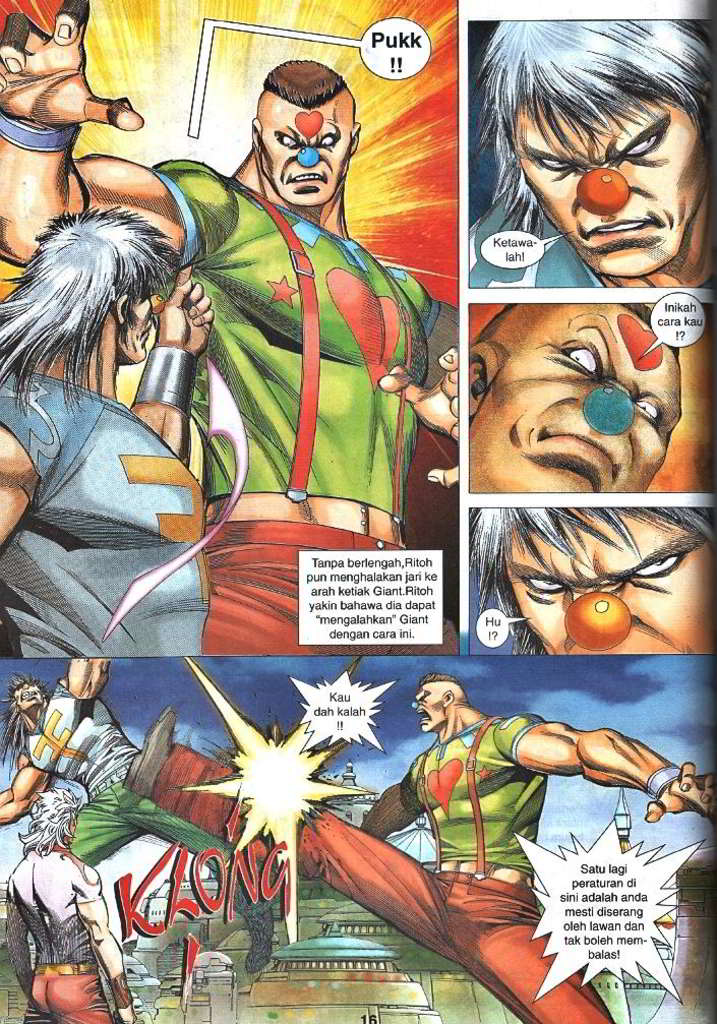 Pukk
!!
Ketawa-
lah!
Inikah
cara kau
!?
Hu
!?
Tanpa berlengah,Ritoh
pun menghalakan jari ke
arah ketiak Giant.Ritoh
yakin bahawa dia dapat
"mengalahkan" Giant
dengan cara ini.
Kau
dah kalah
!!
KLONG
!
Satu lagi
peraturan di
sini adalah anda
mesti diserang
oleh lawan dan
tak boleh mem-
balas!
16